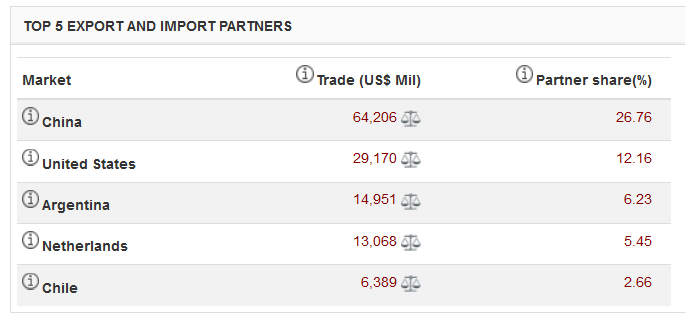 TOP 5 EXPORT AND IMPORT PARTNERS
Market Trade (US$ Mil) Partner share(%)
China 64,206 26.76
United States 29,170 12.16
Argentina 14,951 6.23
Netherlands 13,068 5.45
Chile 6,389 2.66